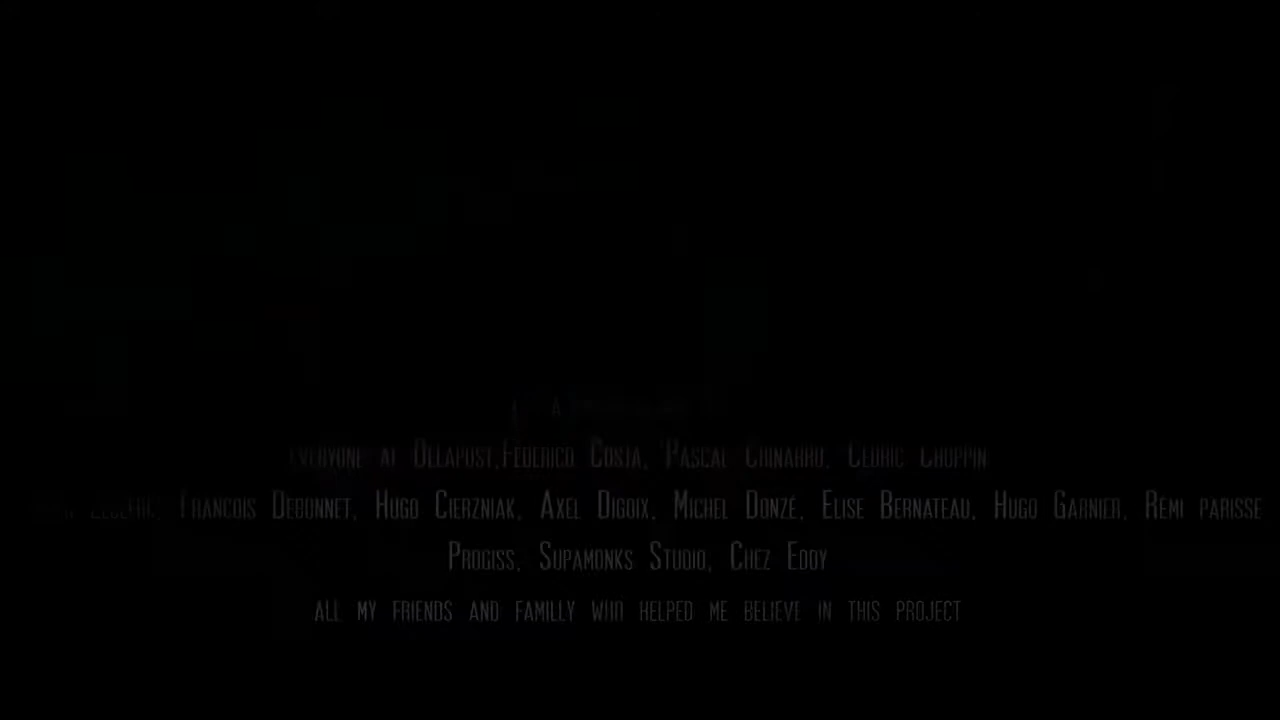 A
EVERYONE AT DELAPOST, FEDERICO COSTA, PASCAL CHINARRO, CEDRIC CHOPPIN
FRANCOIS DEBONNET, HUGO CIERZNIAK, AXEL DIGOIX, MICHEL DONZÉ, ELISE BERNATEAU, HUGO GARNIER, RÉMI PARISSE
PROGISS, SUPAMONKS STUDIO, CHEZ EDDY
ALL MY FRIENDS AND FAMILLY WHO HELPED ME BELIEVE IN THIS PROJECT